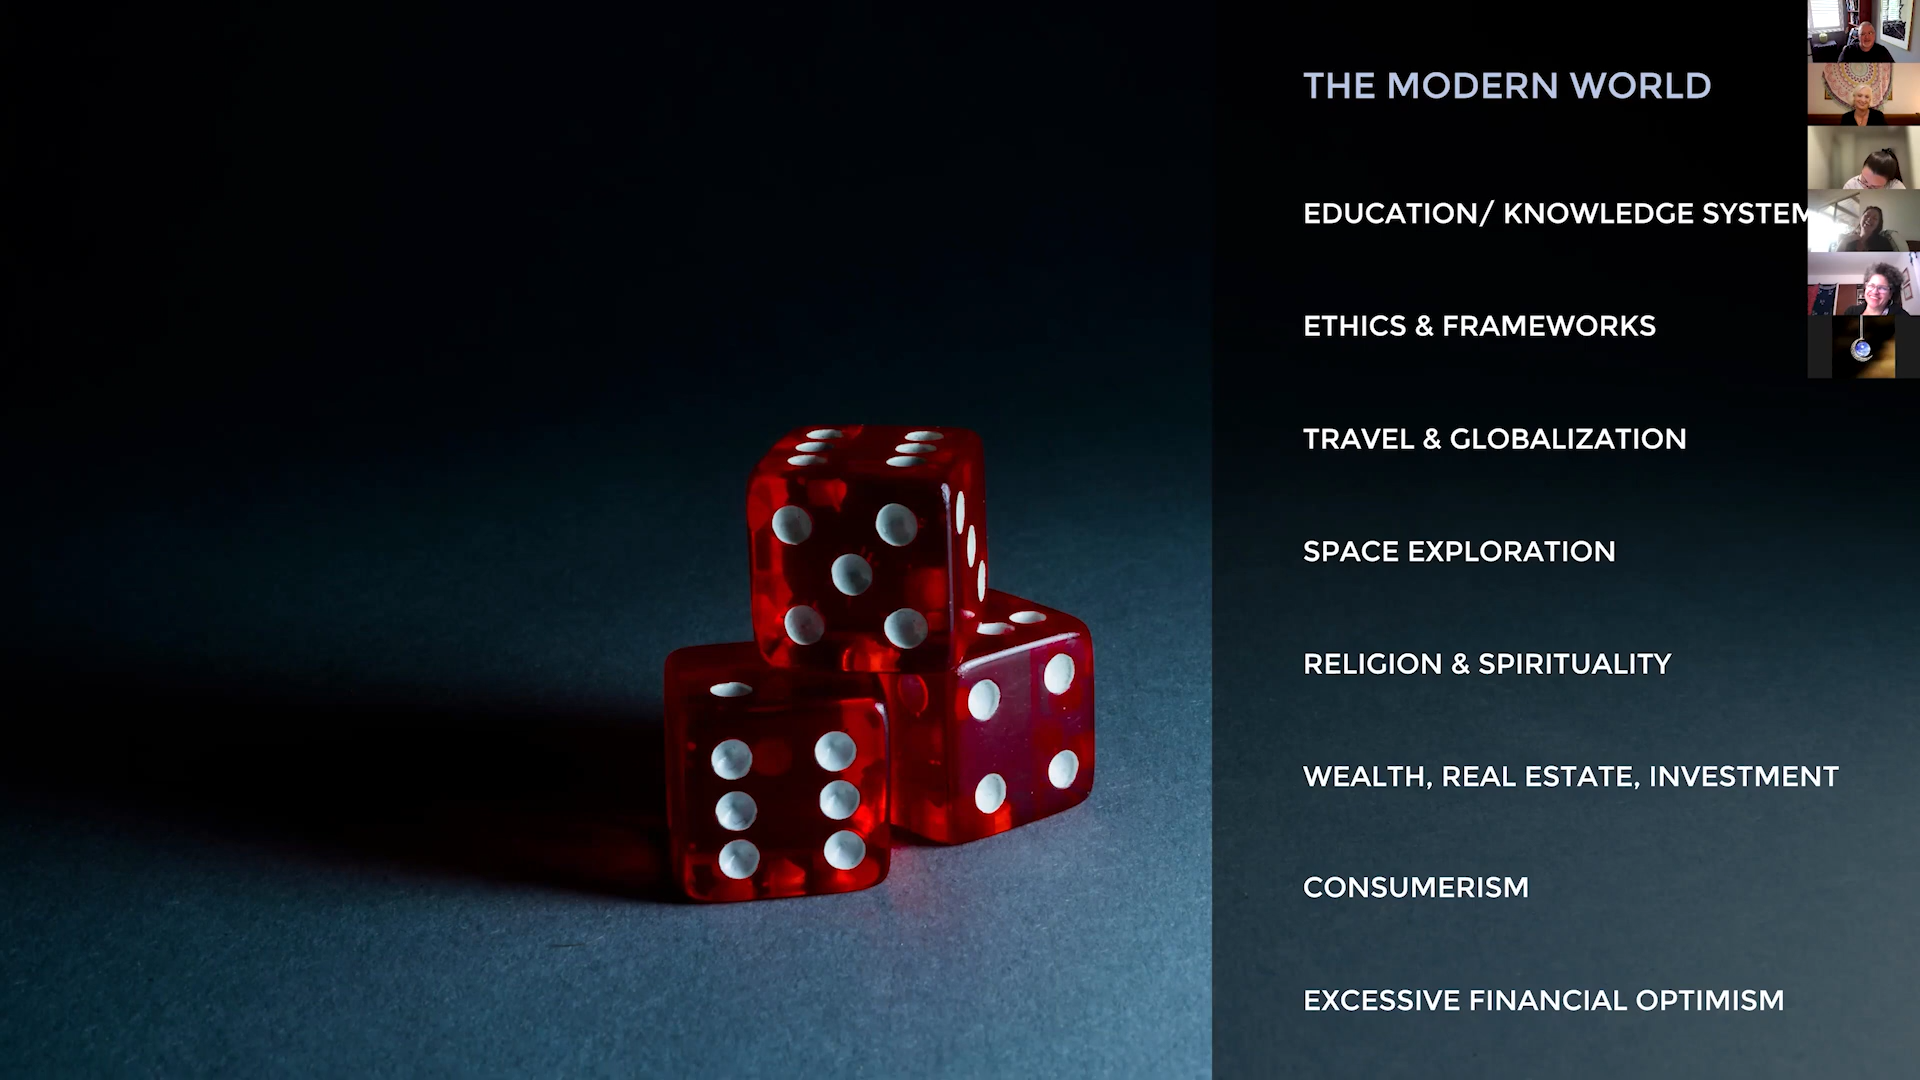 THE MODERN WORLD
EDUCATION/ KNOWLEDGE SYSTEM
ETHICS & FRAMEWORKS
TRAVEL & GLOBALIZATION
SPACE EXPLORATION
RELIGION & SPIRITUALITY
WEALTH, REAL ESTATE, INVESTMENT
CONSUMERISM
EXCESSIVE FINANCIAL OPTIMISM